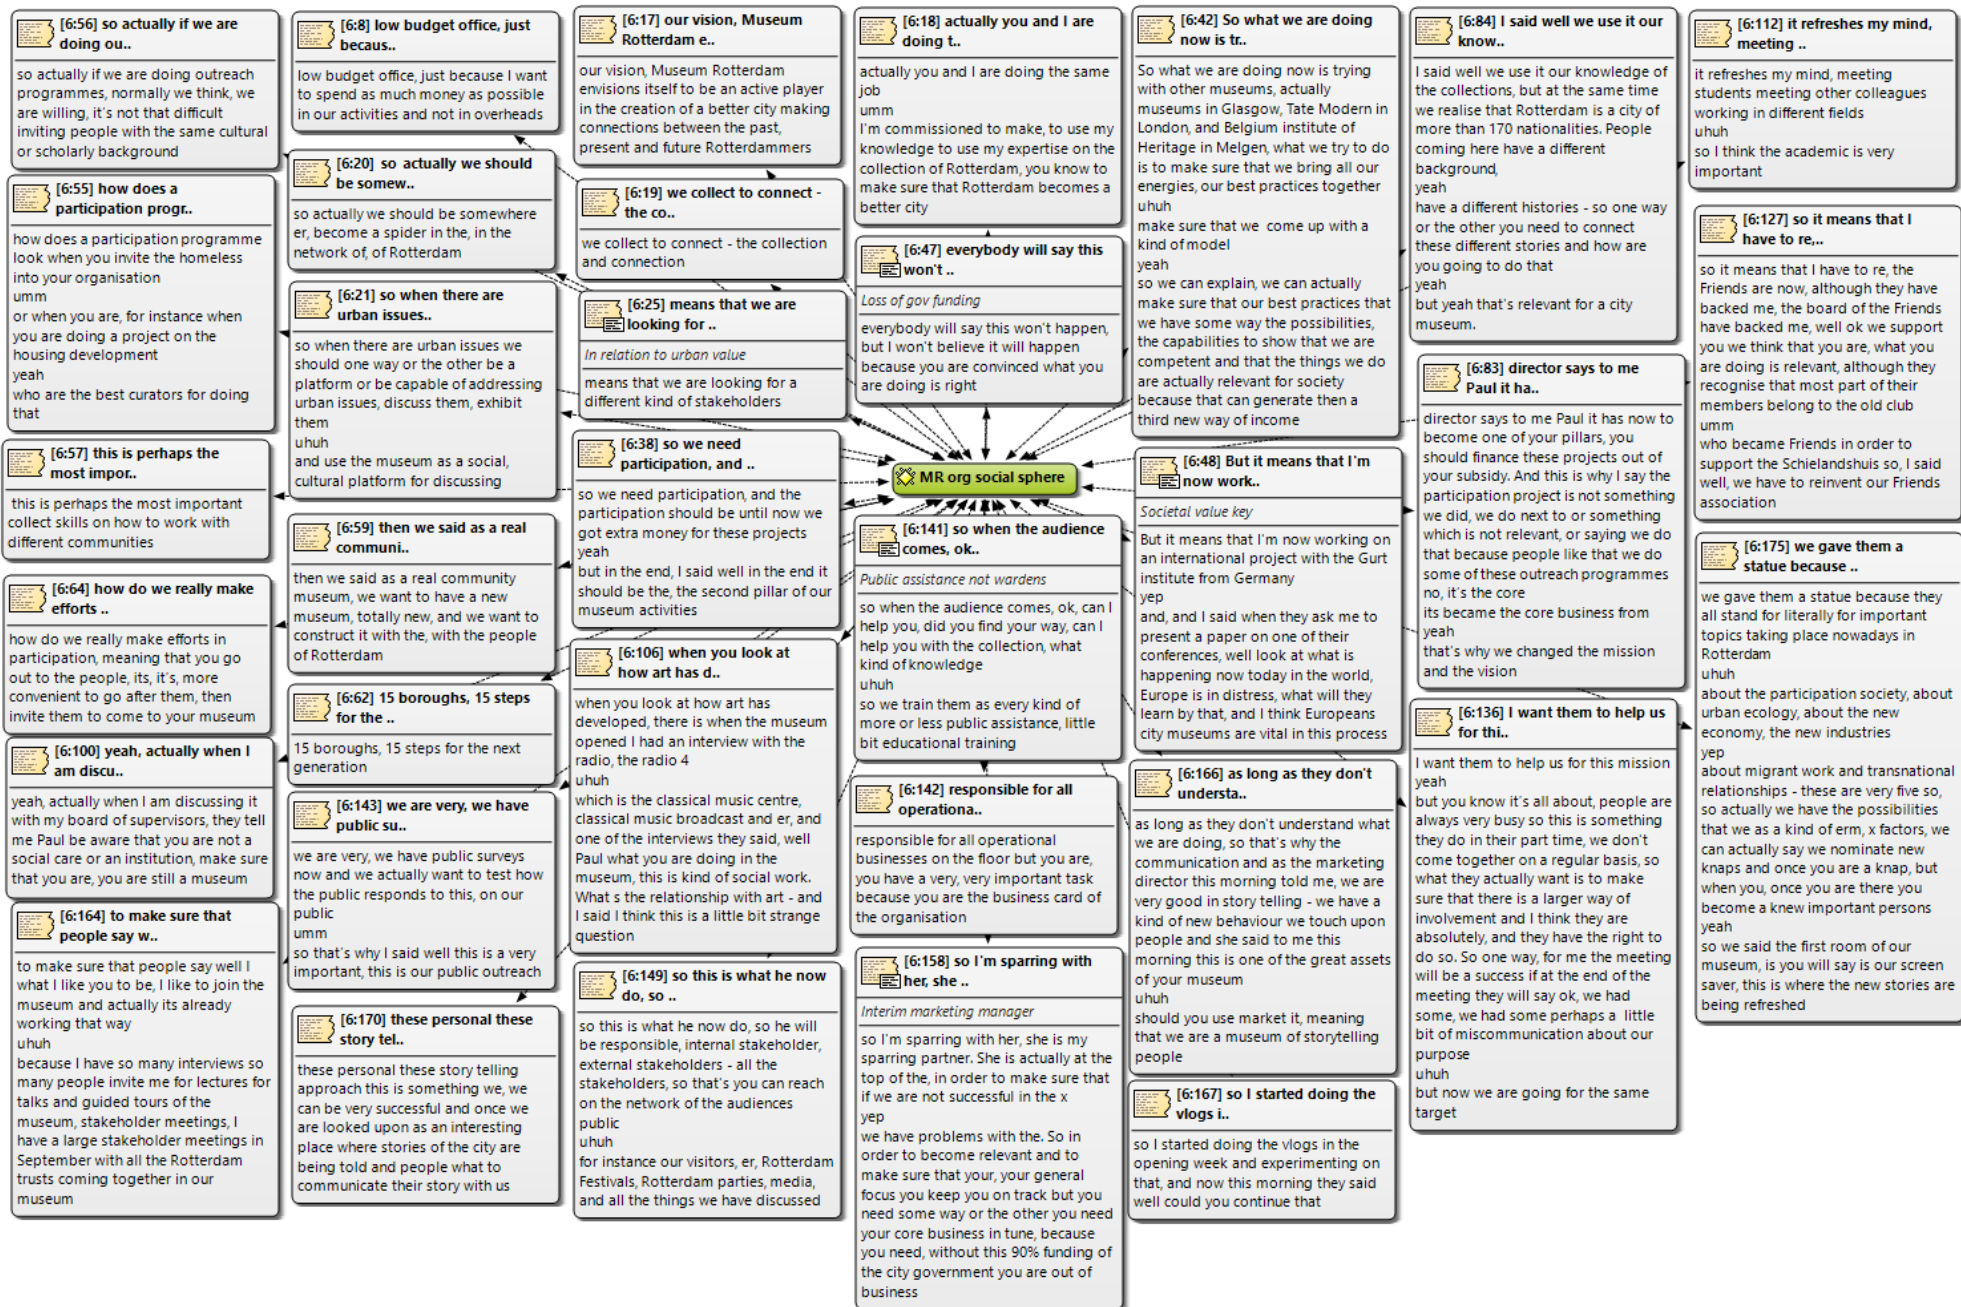 [6:56] so actually if we are
doing ou..
so actually if we are doing outreach
programmes, normally we think, we
are willing, it's not that difficult
inviting people with the same cultural
or scholarly background
[6:55] how does a
participation progr..
how does a participation programme
look when you invite the homeless
into your organisation
umm
or when you are, for instance when
you are doing a project on the
housing development
yeah
who are the best curators for doing
that
[6:57] this is perhaps the
most impor..
this is perhaps the most important
collect skills on how to work with
different communities
[6:64] how do we really make
efforts ..
how do we really make efforts in
participation, meaning that you go
out to the people, its, it's, more
convenient to go after them, then
invite them to come to your museum
[6:100] yeah, actually when I
am discu..
yeah, actually when I am discussing it
with my board of supervisors, they tell
me Paul be aware that you are not a
social care or an institution, make sure
that you are, you are still a museum
[6:164] to make sure that
people say w..
to make sure that people say well I
what I like you to be, I like to join the
museum and actually its already
working that way
uhuh
because I have so many interviews so
many people invite me for lectures for
talks and guided tours of the
museum, stakeholder meetings, I
have a large stakeholder meetings in
September with all the Rotterdam
trusts coming together in our
museum
[6:8] low budget office, just
becaus..
low budget office, just because I want
to spend as much money as possible
in our activities and not in overheads
[6:20] so actually we should
be somew..
so actually we should be somewhere
er, become a spider in the, in the
network of, of Rotterdam
[6:21] so when there are
urban issues..
so when there are urban issues we
should one way or the other be a
platform or be capable of addressing
urban issues, discuss them, exhibit
them
uhuh
and use the museum as a social,
cultural platform for discussing
[6:59] then we said as a real
communi..
then we said as a real community
museum, we want to have a new
museum, totally new, and we want to
construct it with the, with the people
of Rotterdam
[6:62] 15 boroughs, 15 steps
for the ..
15 boroughs, 15 steps for the next
generation
[6:143] we are very, we have
public su..
we are very, we have public surveys
now and we actually want to test how
the public responds to this, on our
public
umm
so that's why I said well this is a very
important, this is our public outreach
[6:170] these personal these
story tel..
these personal these story telling
approach this is something we, we
can be very successful and once we
are looked upon as an interesting
place where stories of the city are
being told and people what to
communicate their story with us
[6:17] our vision, Museum
Rotterdam e..
our vision, Museum Rotterdam
envisions itself to be an active player
in the creation of a better city making
connections between the past,
present and future Rotterdammers
[6:19] we collect to connect -
the co..
we collect to connect - the collection
and connection
[6:25] means that we are
looking for ..
In relation to urban value
means that we are looking for a
different kind of stakeholders
[6:38] so we need
participation, and ..
so we need participation, and the
participation should be until now we
got extra money for these projects
yeah
but in the end, I said well in the end it
should be the, the second pillar of our
museum activities
[6:106] when you look at
how art has d..
when you look at how art has
developed, there is when the museum
opened I had an interview with the
radio, the radio 4
uhuh
which is the classical music centre,
classical music broadcast and er, and
one of the interviews they said, well
Paul what you are doing in the
museum, this is kind of social work.
What s the relationship with art - and
I said I think this is a little bit strange
question
[6:149] so this is what he now
do, so ..
so this is what he now do, so he will
be responsible, internal stakeholder,
external stakeholders - all the
stakeholders, so that's you can reach
on the network of the audiences
public
uhuh
for instance our visitors, er, Rotterdam
Festivals, Rotterdam parties, media,
and all the things we have discussed
[6:18] actually you and I are
doing t..
actually you and I are doing the same
job
umm
I'm commissioned to make, to use my
knowledge to use my expertise on the
collection of Rotterdam, you know to
make sure that Rotterdam becomes a
better city
[6:47] everybody will say this
won't ..
Loss of gov funding
everybody will say this won't happen,
but I won't believe it will happen
because you are convinced what you
are doing is right
MR org social sphere
[6:141] so when the audience
comes, ok..
Public assistance not wardens
so when the audience comes, ok, can I
help you, did you find your way, can I
help you with the collection, what
kind of knowledge
uhuh
so we train them as every kind of
more or less public assistance, little
bit educational training
[6:142] responsible for all
operationa..
responsible for all operational
businesses on the floor but you are,
you have a very, very important task
because you are the business card of
the organisation
[6:158] so I'm sparring with
her, she ..
Interim marketing manager
so I'm sparring with her, she is my
sparring partner. She is actually at the
top of the, in order to make sure that
if we are not successful in the x
yep
we have problems with the. So in
order to become relevant and to
make sure that your, your general
focus you keep you on track but you
need some way or the other you need
your core business in tune, because
you need, without this 90% funding of
the city government you are out of
business
[6:42] So what we are doing
now is tr..
So what we are doing now is trying
with other museums, actually
museums in Glasgow, Tate Modern in
London, and Belgium institute of
Heritage in Melgen, what we try to do
is to make sure that we bring all our
energies, our best practices together
uhuh
make sure that we  come up with a
kind of model
yeah
so we can explain, we can actually
make sure that our best practices that
we have some way the possibilities,
the capabilities to show that we are
competent and that the things we do
are actually relevant for society
because that can generate then a
third new way of income
[6:48] But it means that I'm
now work..
Societal value key
But it means that I'm now working on
an international project with the Gurt
institute from Germany
yep
and, and I said when they ask me to
present a paper on one of their
conferences, well look at what is
happening now today in the world,
Europe is in distress, what will they
learn by that, and I think Europeans
city museums are vital in this process
[6:166] as long as they don't
understa..
as long as they don't understand what
we are doing, so that's why the
communication and as the marketing
director this morning told me, we are
very good in story telling - we have a
kind of new behaviour we touch upon
people and she said to me this
morning this is one of the great assets
of your museum
uhuh
should you use market it, meaning
that we are a museum of storytelling
people
[6:167] so I started doing the
vlogs i..
so I started doing the vlogs in the
opening week and experimenting on
that, and now this morning they said
well could you continue that
[6:84] I said well we use it our
know..
I said well we use it our knowledge of
the collections, but at the same time
we realise that Rotterdam is a city of
more than 170 nationalities. People
coming here have a different
background,
yeah
have a different histories - so one way
or the other you need to connect
these different stories and how are
you going to do that
yeah
but yeah that's relevant for a city
museum.
[6:83] director says to me
Paul it ha..
director says to me Paul it has now to
become one of your pillars, you
should finance these projects out of
your subsidy. And this is why I say the
participation project is not something
we did, we do next to or something
which is not relevant, or saying we do
that because people like that we do
some of these outreach programmes
no, it's the core
its became the core business from
yeah
that's why we changed the mission
and the vision
[6:136] I want them to help us
for thi..
I want them to help us for this mission
yeah
but you know it's all about, people are
always very busy so this is something
they do in their part time, we don't
come together on a regular basis, so
what they actually want is to make
sure that there is a larger way of
involvement and I think they are
absolutely, and they have the right to
do so. So one way, for me the meeting
will be a success if at the end of the
meeting they will say ok, we had
some, we had some perhaps a  little
bit of miscommunication about our
purpose
uhuh
but now we are going for the same
target
[6:112] it refreshes my mind,
meeting ..
it refreshes my mind, meeting
students meeting other colleagues
working in different fields
uhuh
so I think the academic is very
important
[6:127] so it means that I
have to re,..
so it means that I have to re, the
Friends are now, although they have
backed me, the board of the Friends
have backed me, well ok we support
you we think that you are, what you
are doing is relevant, although they
recognise that most part of their
members belong to the old club
umm
who became Friends in order to
support the Schielandshuis so, I said
well, we have to reinvent our Friends
association
[6:175] we gave them a
statue because ..
we gave them a statue because they
all stand for literally for important
topics taking place nowadays in
Rotterdam
uhuh
about the participation society, about
urban ecology, about the new
economy, the new industries
yep
about migrant work and transnational
relationships - these are very five so,
so actually we have the possibilities
that we as a kind of erm, x factors, we
can actually say we nominate new
knaps and once you are a knap, but
when you, once you are there you
become a knew important persons
yeah
so we said the first room of our
museum, is you will say is our screen
saver, this is where the new stories are
being refreshed